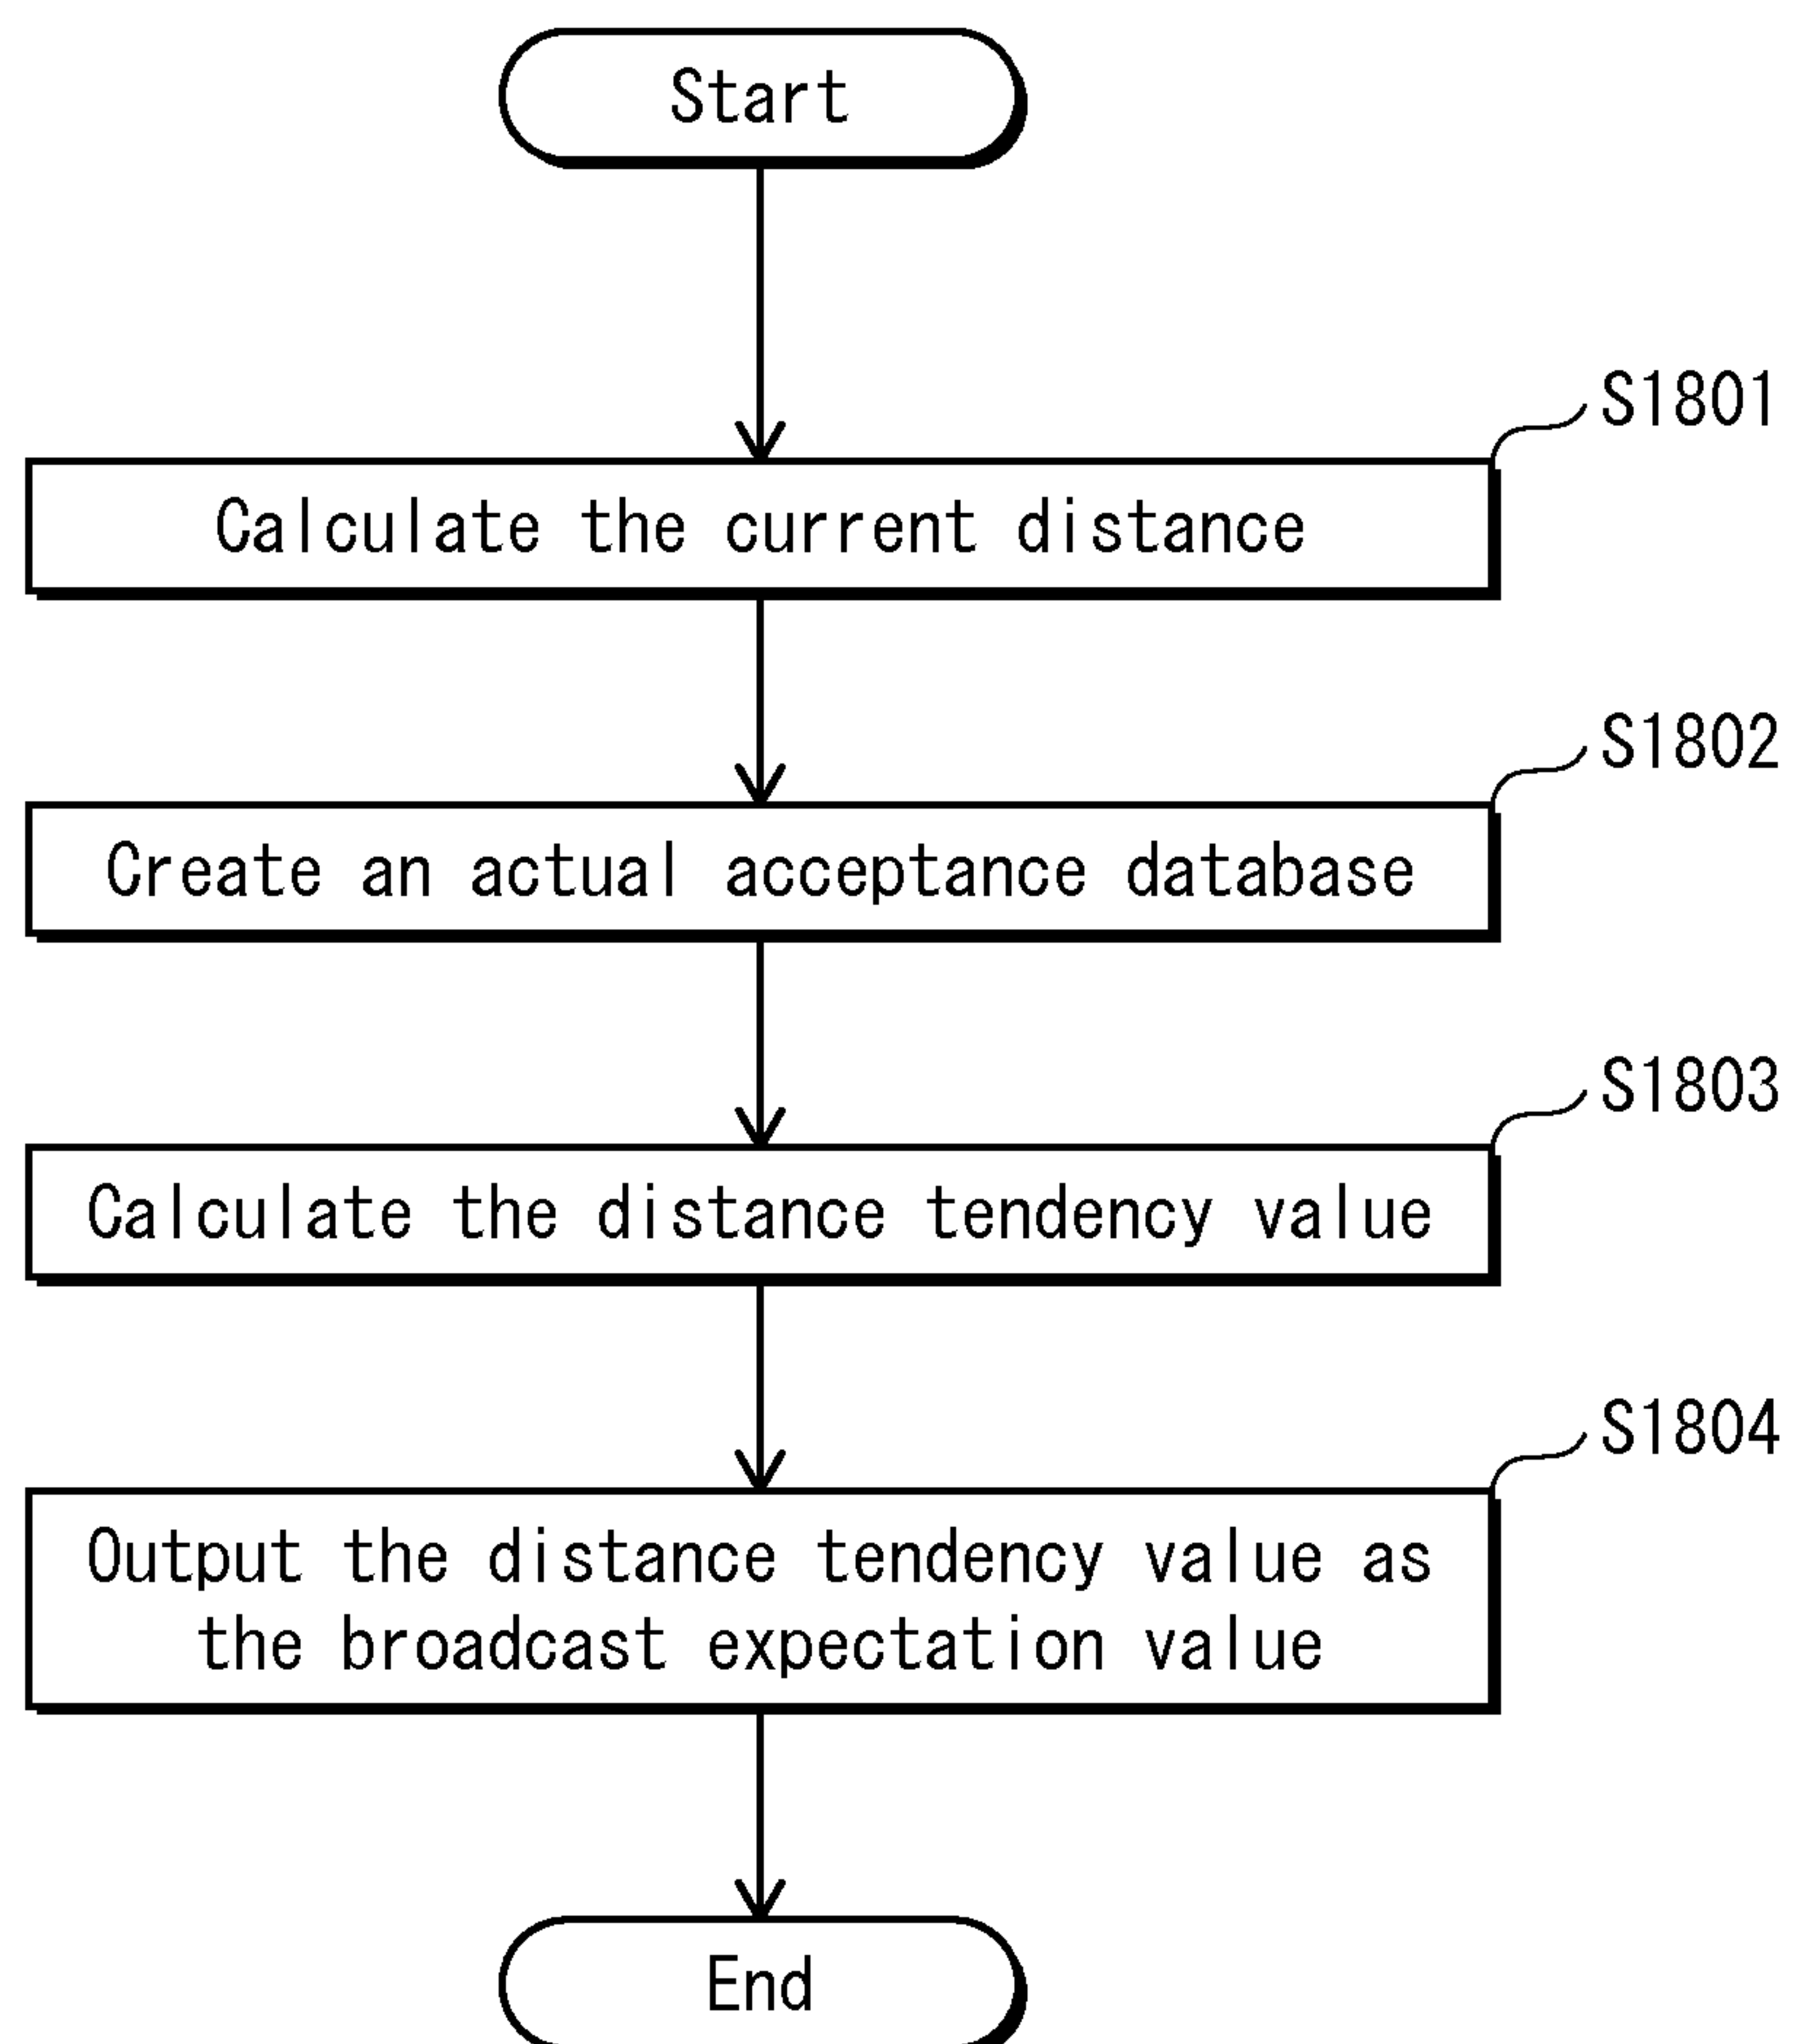 Start
S1801
Calculate the current distance
S1802
Create an actual acceptance database
S1803
Calculate the distance tendency value
S1804
Output the distance tendency value as
the broadcast expectation value
End